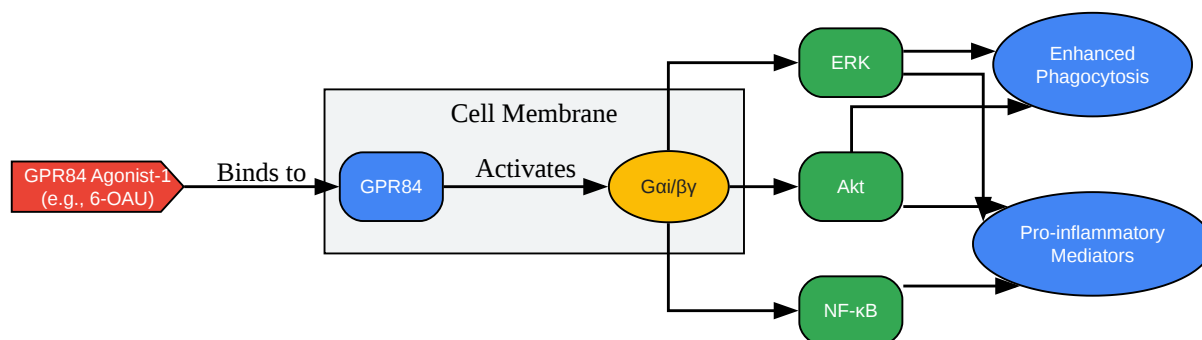 GPR84 Agonist-1
(e.g., 6-OAU)
Binds to
Cell Membrane
GPR84
Activates
Gαi/βγ
ERK
Akt
NF-κB
Enhanced
Phagocytosis
Pro-inflammatory
Mediators